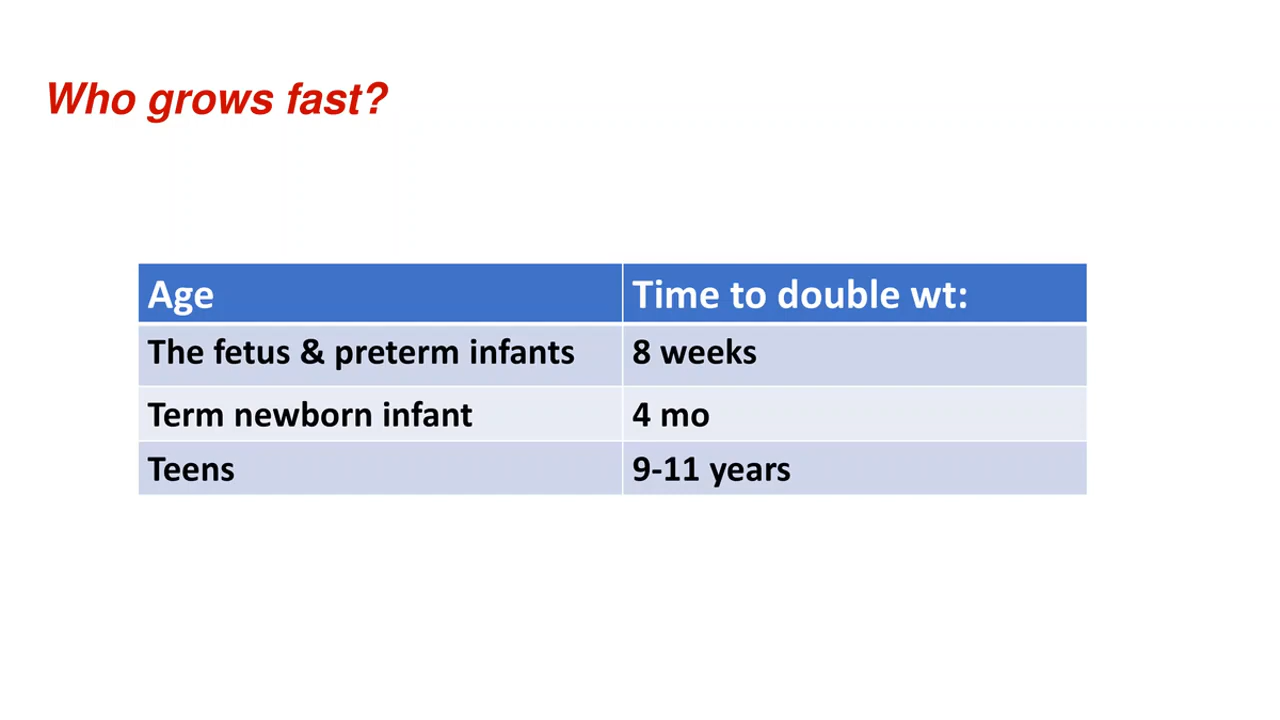 Who grows fast?
Age Time to double wt:
The fetus & preterm infants 8 weeks
Term newborn infant 4 mo
Teens 9-11 years